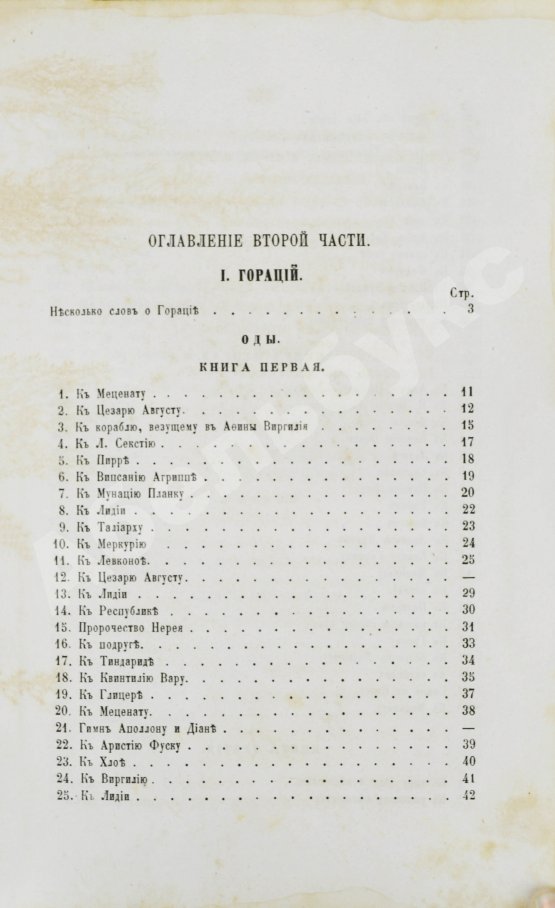 ОГЛАВЛЕНІЕ ВТОРОЙ ЧАСТИ.
I. ГОРАЦІЙ.
Стр.
Нѣсколько словъ о Гораціѣ . . . . . . . . . . . . . 3
ОДЫ.
КНИГА ПЕРВАЯ.
1. Къ Меценату . . . . . . . . . . . . . . . . 11
2. Къ Цезарю Августу. . . . . . . . . . . . . . 12
3. Къ кораблю, везущему въ Аѳины Виргилія . . . . . . . 15
4. Къ Л. Секстію . . . . . . . . . . . . . . . 17
5. Къ Пиррѣ . . . . . . . . . . . . . . . . . 18
6. Къ Випсанію Агриппѣ . . . . . . . . . . . . . 19
7. Къ Мунацію Планку . . . . . . . . . . . . . . 20
8. Къ Лидіи . . . . . . . . . . . . . . . . . 22
9. Къ Таліарху . . . . . . . . . . . . . . . . 23
10. Къ Меркурію . . . . . . . . . . . . . . . 24
11. Къ Левконоѣ. . . . . . . . . . . . . . . . 25
12. Къ Цезарю Августу. . . . . . . . . . . . . . —
13. Къ Лидіи . . . . . . . . . . . . . . . . . 29
14. Къ Республикѣ . . . . . . . . . . . . . . . 30
15. Пророчество Нерея . . . . . . . . . . . . . . 31
16. Къ подругѣ. . . . . . . . . . . . . . . . 33
17. Къ Тиндаридѣ . . . . . . . . . . . . . . . 34
18. Къ Квинтилію Вару. . . . . . . . . . . . . . 35
19. Къ Глицерѣ . . . . . . . . . . . . . . . . 37
20. Къ Меценату. . . . . . . . . . . . . . . . 38
21. Гимнъ Аполлону и Діанѣ . . . . . . . . . . . . —
22. Къ Аристію Фуску . . . . . . . . . . . . . . 39
23. Къ Хлоѣ . . . . . . . . . . . . . . . . . 40
24. Къ Виргилію . . . . . . . . . . . . . . . . 41
25. Къ Лидіи . . . . . . . . . . . . . . . . . 42